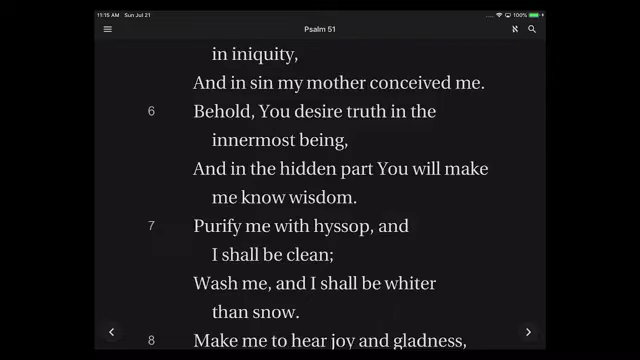 11:15 AM Sun Jul 21
100%
Psalm 51
in iniquity,
And in sin my mother conceived me.
6 Behold, You desire truth in the
innermost being,
And in the hidden part You will make
me know wisdom.
7 Purify me with hyssop, and
I shall be clean;
Wash me, and I shall be whiter
than snow.
8 Make me to hear joy and gladness,